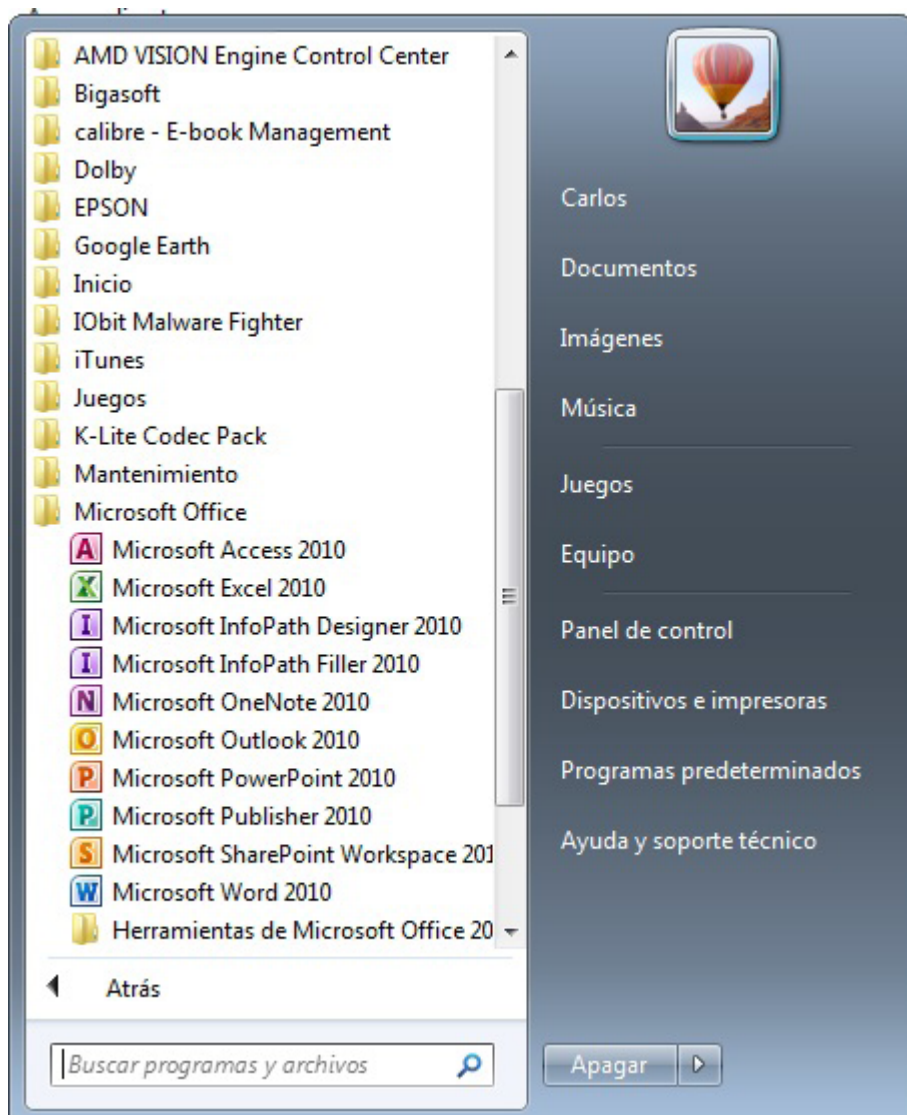 AMD VISION Engine Control Center
Bigasoft
calibre - E-book Management
Dolby
EPSON
Google Earth
Inicio
IObit Malware Fighter
iTunes
Juegos
K-Lite Codec Pack
Mantenimiento
Microsoft Office
Microsoft Access 2010
Microsoft Excel 2010
Microsoft InfoPath Designer 2010
Microsoft InfoPath Filler 2010
Microsoft OneNote 2010
Microsoft Outlook 2010
Microsoft PowerPoint 2010
Microsoft Publisher 2010
Microsoft SharePoint Workspace 201
Microsoft Word 2010
Herramientas de Microsoft Office 20
Atrás
Buscar programas y archivos
Carlos
Documentos
Imágenes
Música
Juegos
Equipo
Panel de control
Dispositivos e impresoras
Programas predeterminados
Ayuda y soporte técnico
Apagar